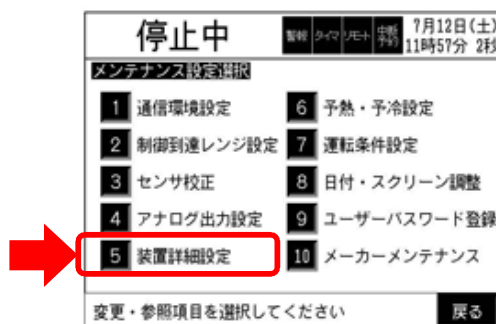 停止中
警報 タイマ リモート 中断予約
7月12日(土)
11時57分 2秒
メンテナンス設定選択
1 通信環境設定
2 制御到達レンジ設定
3 センサ校正
4 アナログ出力設定
5 装置詳細設定
6 予熱・予冷設定
7 運転条件設定
8 日付・スクリーン調整
9 ユーザーパスワード登録
10 メーカーメンテナンス
変更・参照項目を選択してください
戻る